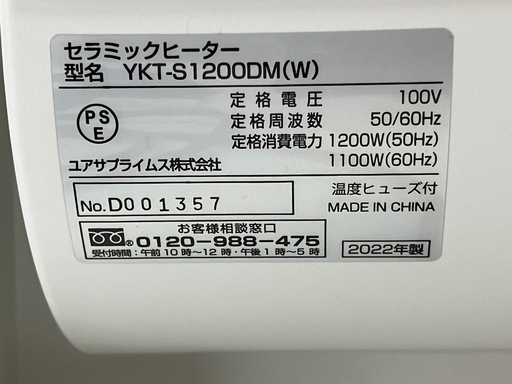 セラミックヒーター
型名 YKT-S1200DM(W)
PS
E
定格電圧 100V
定格周波数 50/60Hz
定格消費電力 1200W(50Hz)
1100W(60Hz)
ユアサプライムス株式会社
No.D001357
温度ヒューズ付
MADE IN CHINA
お客様相談窓口
®0120-988-475
受付時間:午前10時〜12時・午後1時〜5時
2022年製